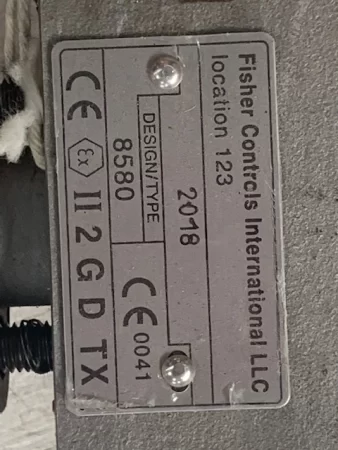 Fisher Controls International LLC
location 123
2018
DESIGN/TYPE
8580
CE 0041
CE Ex II 2 G D TX